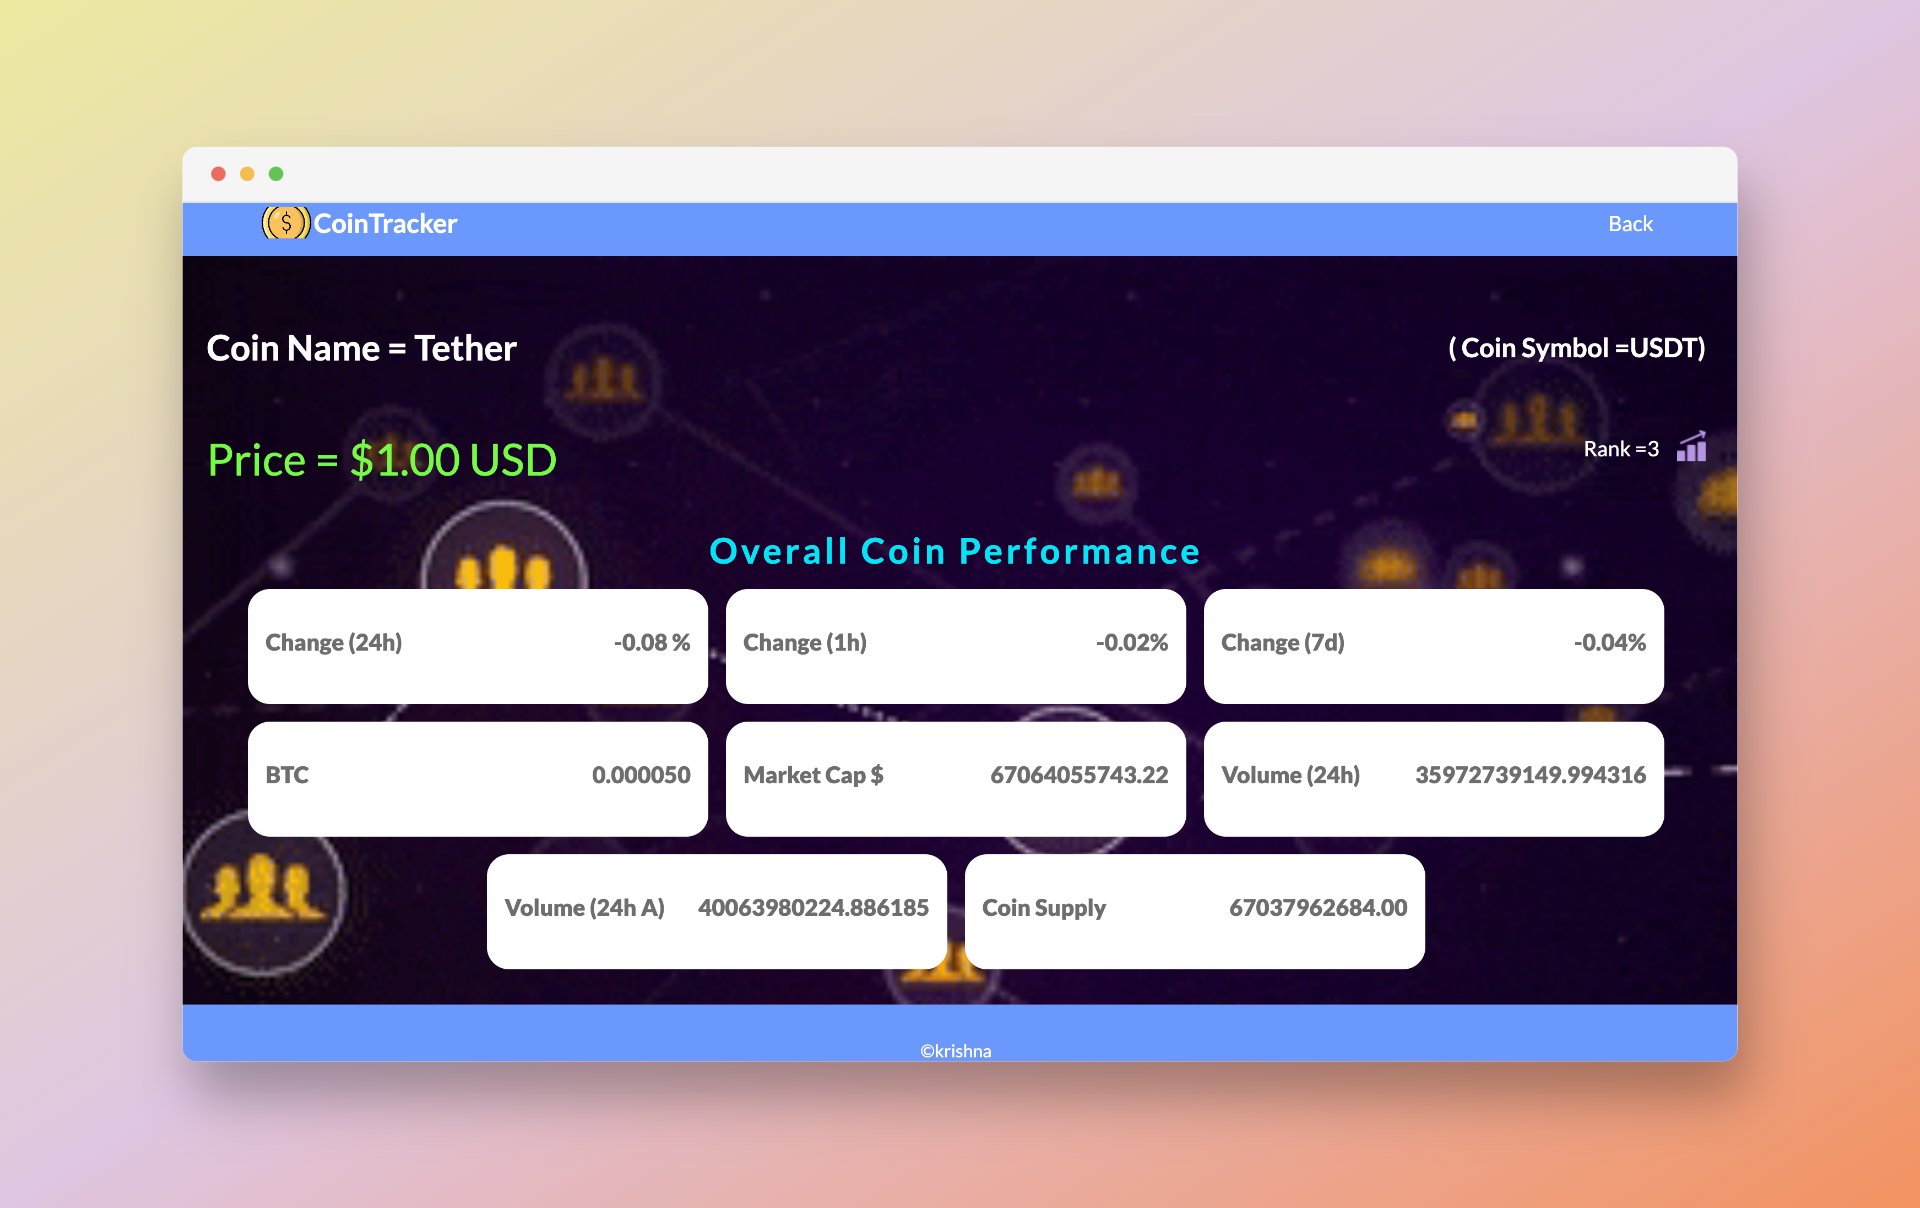 $ CoinTracker Back
Coin Name = Tether ( Coin Symbol =USDT)
Price = $1.00 USD Rank =3
Overall Coin Performance
Change (24h) -0.08 % Change (1h) -0.02% Change (7d) -0.04%
BTC 0.000050 Market Cap $ 67064055743.22 Volume (24h) 35972739149.994316
Volume (24h A) 40063980224.886185 Coin Supply 67037962684.00
©krishna